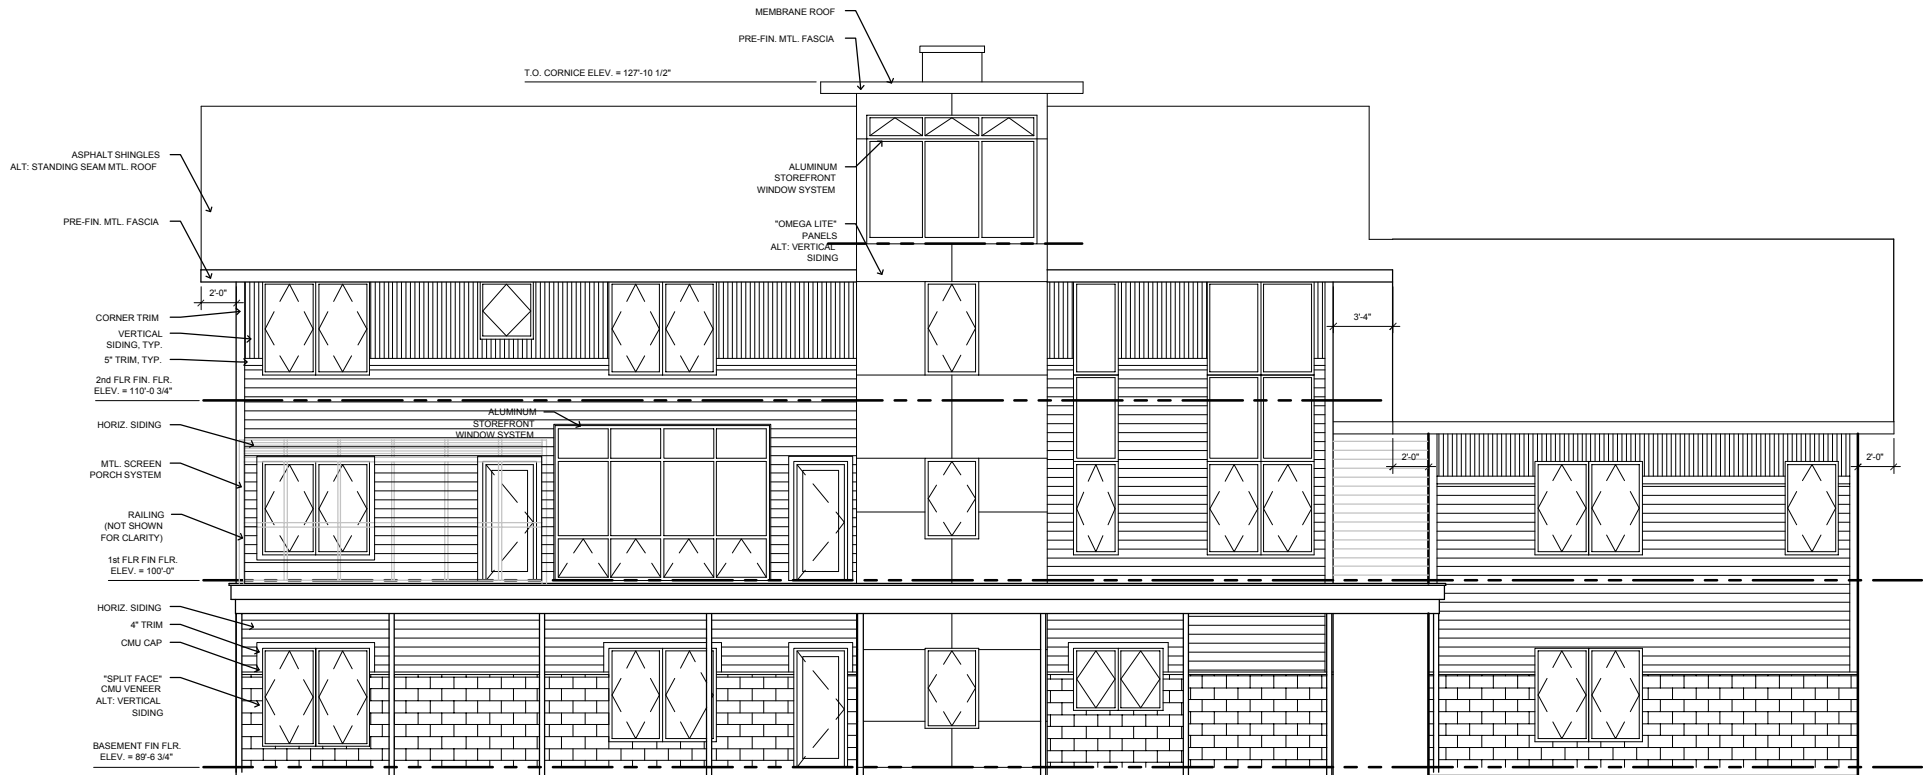 MEMBRANE ROOF
PRE-FIN. MTL. FASCIA
T.O. CORNICE ELEV. = 127'-10 1/2"
ASPHALT SHINGLES
ALT: STANDING SEAM MTL. ROOF
ALUMINUM
STOREFRONT
WINDOW SYSTEM
PRE-FIN. MTL. FASCIA
"OMEGA LITE"
PANELS
ALT: VERTICAL
SIDING
2'-0"
CORNER TRIM
3'-4"
VERTICAL
SIDING, TYP.
5" TRIM, TYP.
2nd FLR FIN. FLR.
ELEV. = 110'-0 3/4"
ALUMINUM
STOREFRONT
WINDOW SYSTEM
HORIZ. SIDING
2'-0"
2'-0"
MTL. SCREEN
PORCH SYSTEM
RAILING
(NOT SHOWN
FOR CLARITY)
1st FLR FIN FLR.
ELEV. = 100'-0"
HORIZ. SIDING
4" TRIM
CMU CAP
"SPLIT FACE"
CMU VENEER
ALT: VERTICAL
SIDING
BASEMENT FIN FLR.
ELEV. = 89'-6 3/4"